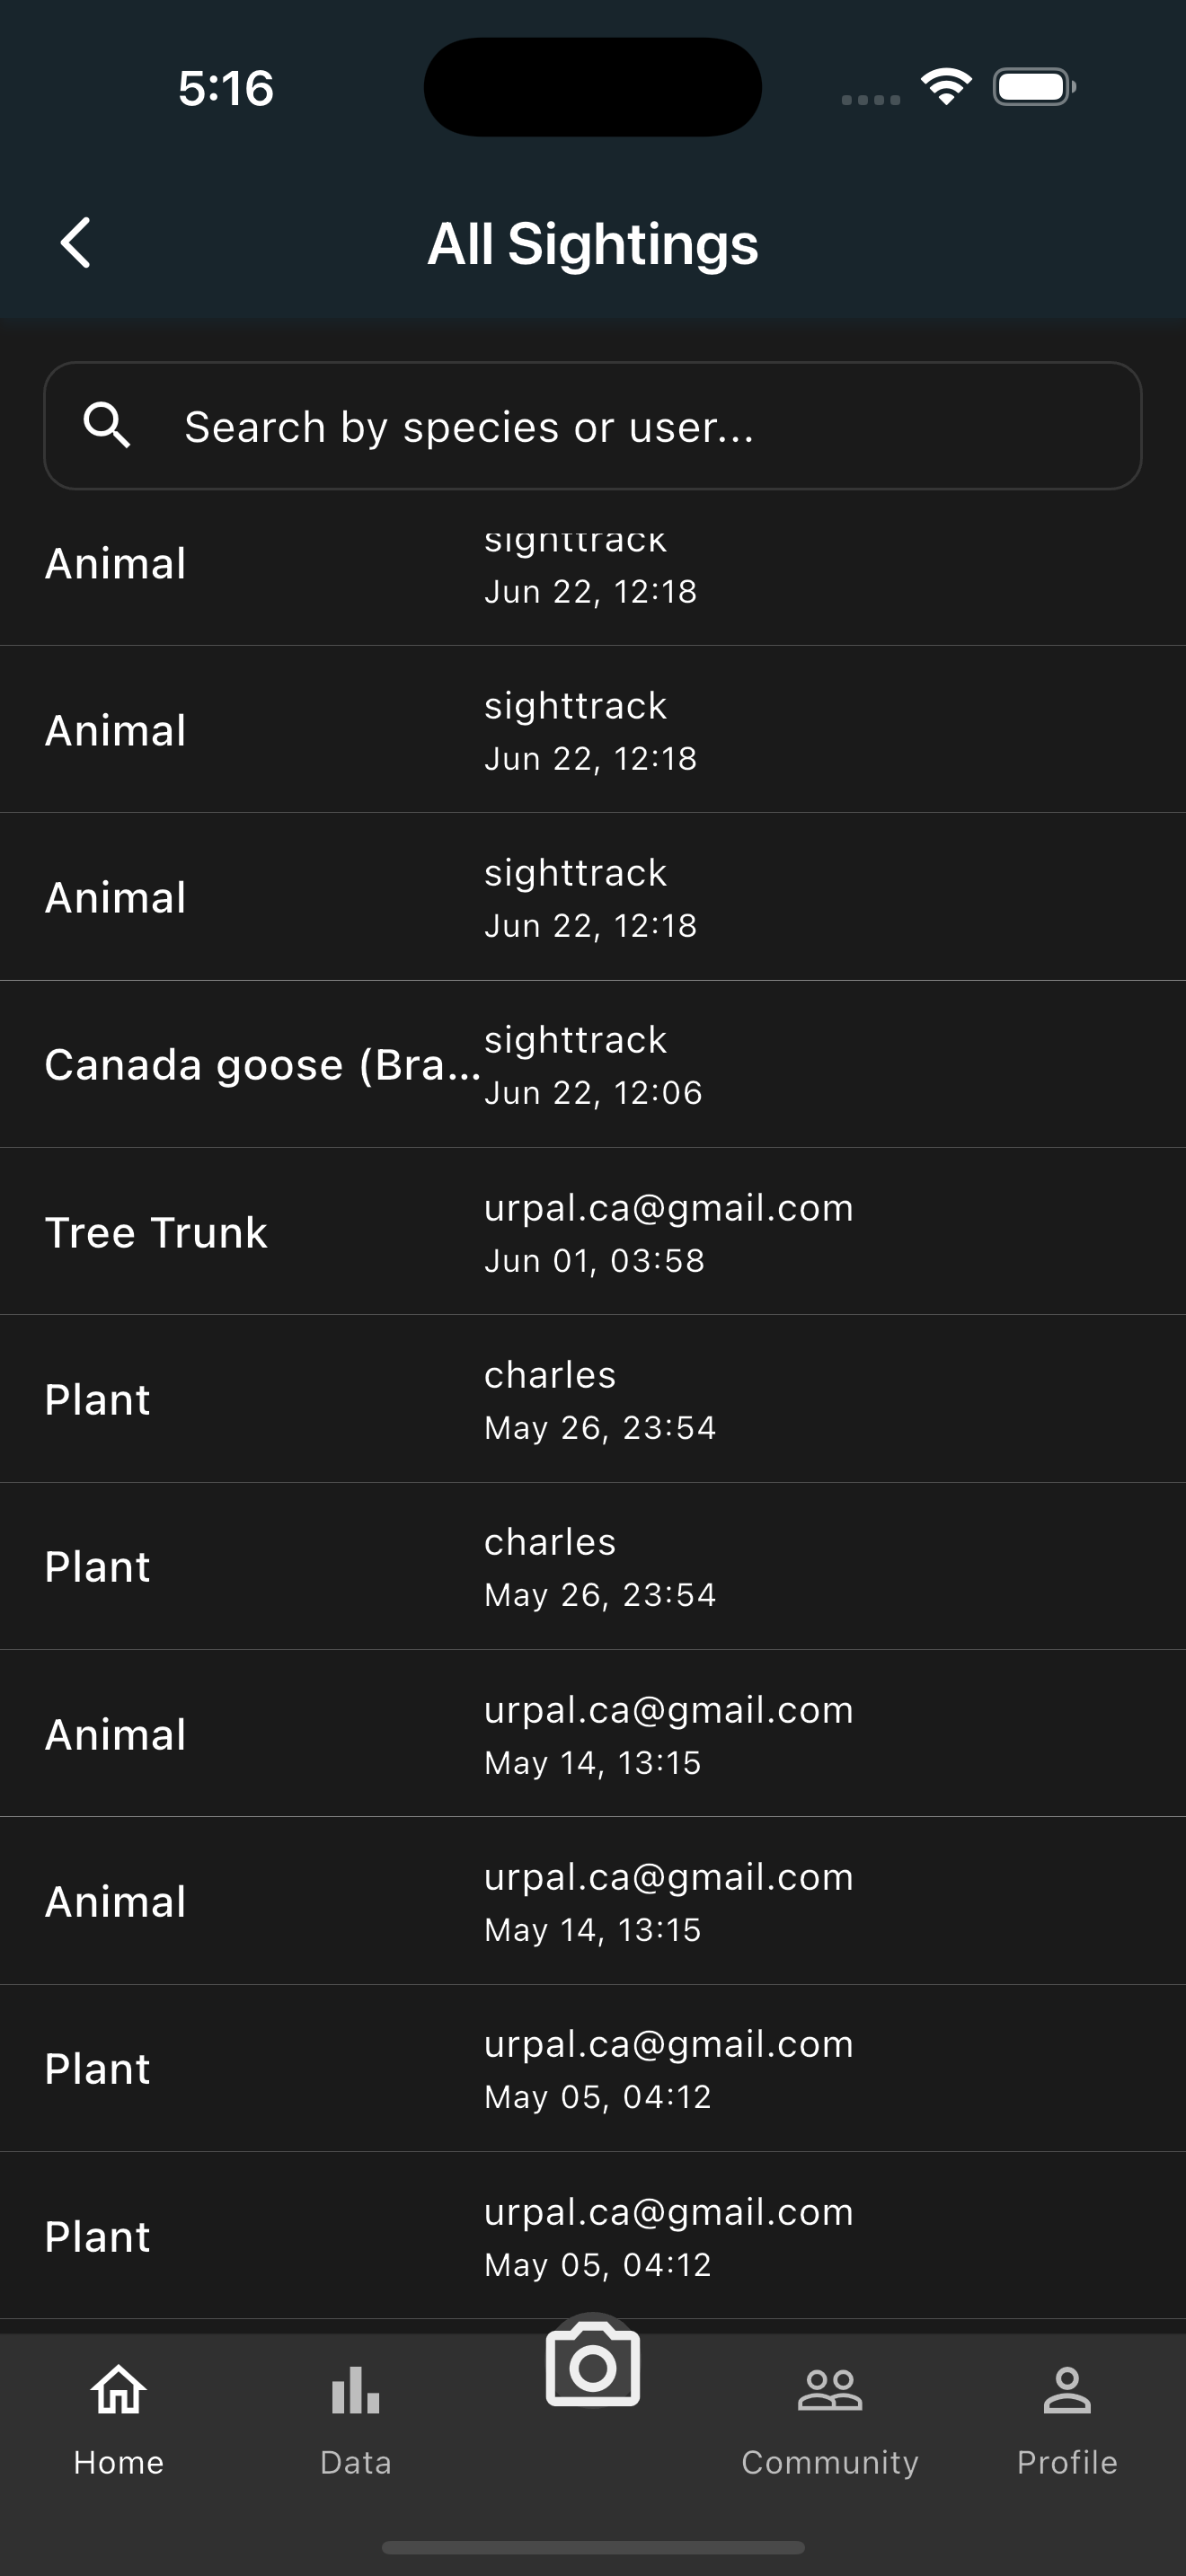 5:16
All Sightings
Search by species or user...
Animal
sighttrack
Jun 22, 12:18
Animal
sighttrack
Jun 22, 12:18
Animal
sighttrack
Jun 22, 12:18
Canada goose (Bra...
sighttrack
Jun 22, 12:06
Tree Trunk
urpal.ca@gmail.com
Jun 01, 03:58
Plant
charles
May 26, 23:54
Plant
charles
May 26, 23:54
Animal
urpal.ca@gmail.com
May 14, 13:15
Animal
urpal.ca@gmail.com
May 14, 13:15
Plant
urpal.ca@gmail.com
May 05, 04:12
Plant
urpal.ca@gmail.com
May 05, 04:12
Home
Data
Community
Profile